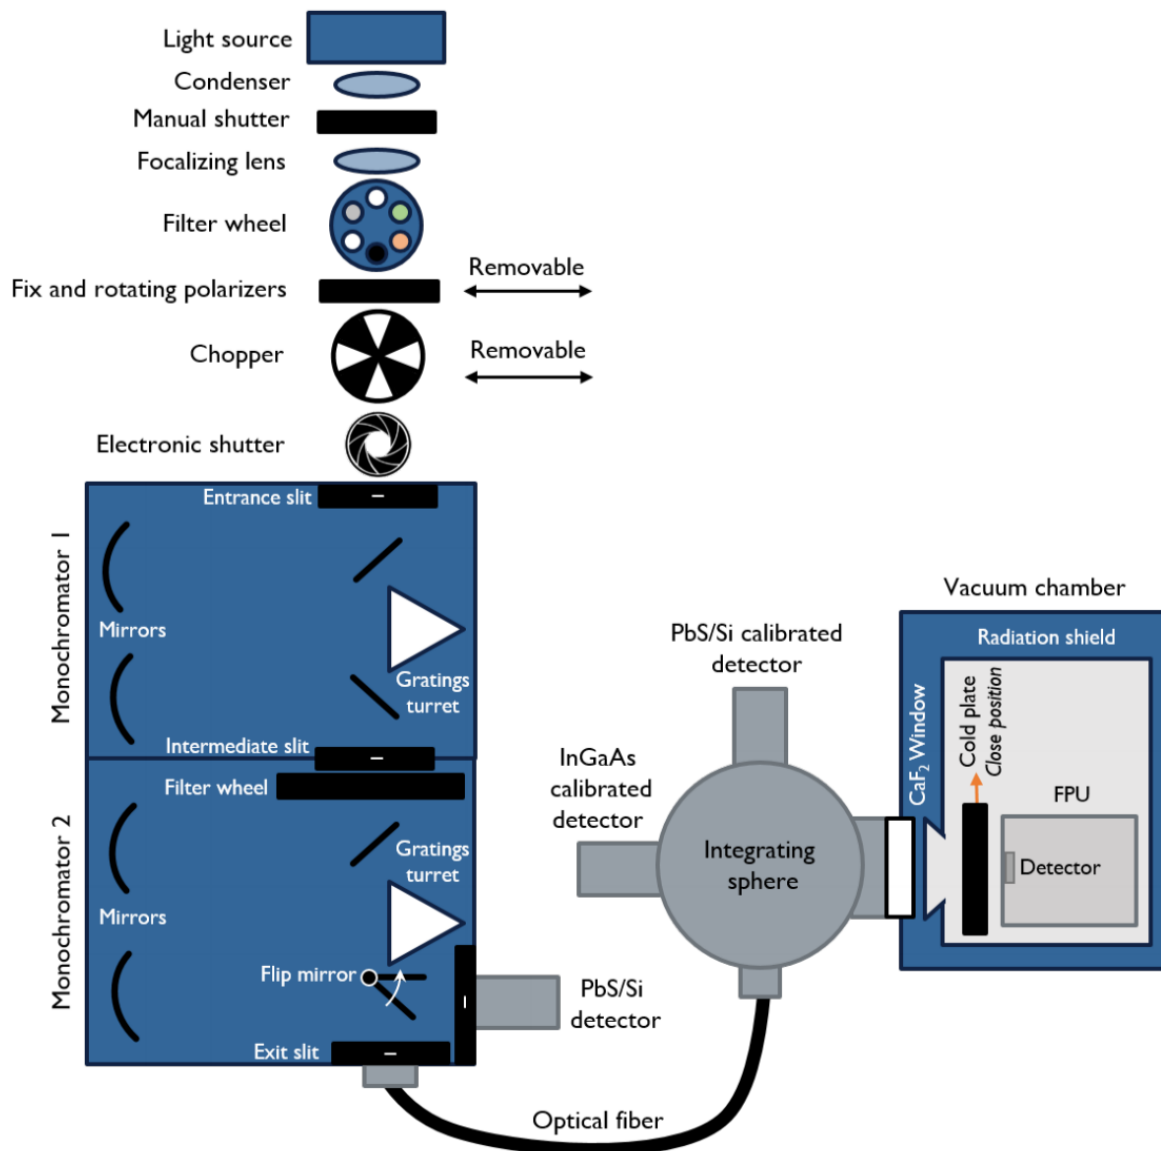 Light source
Condenser
Manual shutter
Focalizing lens
Filter wheel
Fix and rotating polarizers
Removable
Chopper
Removable
Electronic shutter
Entrance slit
Monochromator 1
Mirrors
Gratings
turret
Intermediate slit
Filter wheel
Monochromator 2
Gratings
turret
Mirrors
Flip mirror
Exit slit
PbS/Si
detector
Optical fiber
InGaAs
calibrated
detector
PbS/Si calibrated
detector
Integrating
sphere
Vacuum chamber
Radiation shield
CaF₂ Window
Cold plate
Close position
FPU
Detector